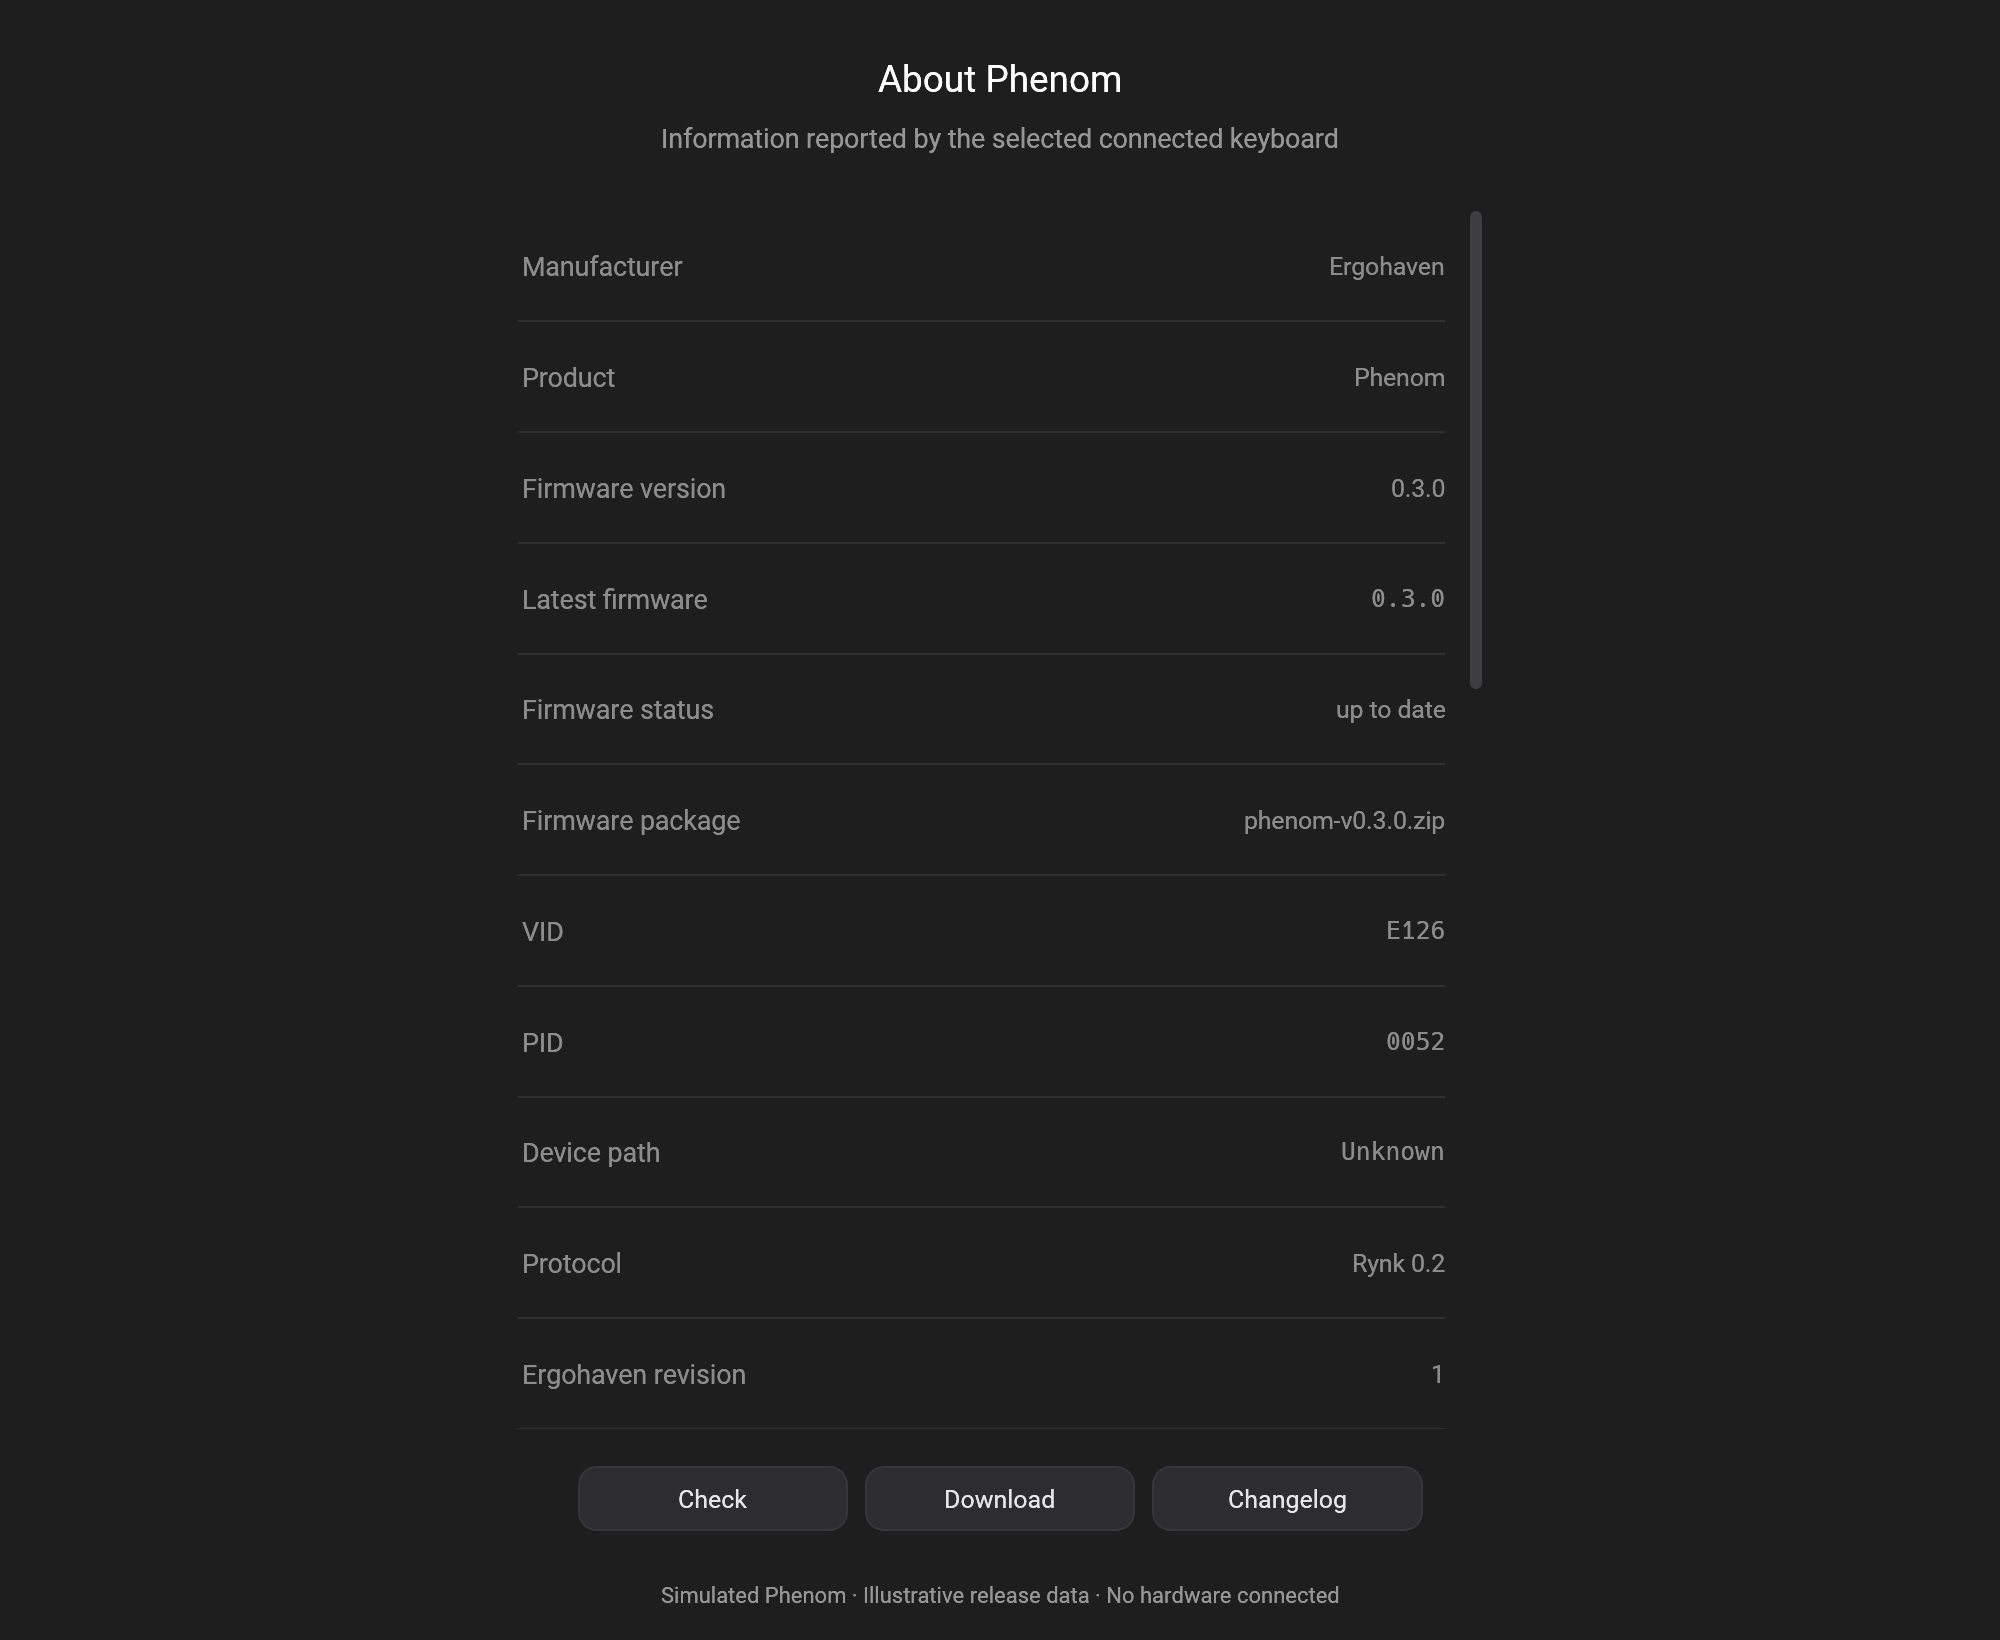 About Phenom
Information reported by the selected connected keyboard
Manufacturer Ergohaven
Product Phenom
Firmware version 0.3.0
Latest firmware 0.3.0
Firmware status up to date
Firmware package phenom-v0.3.0.zip
VID E126
PID 0052
Device path Unknown
Protocol Rynk 0.2
Ergohaven revision 1
Check Download Changelog
Simulated Phenom · Illustrative release data · No hardware connected